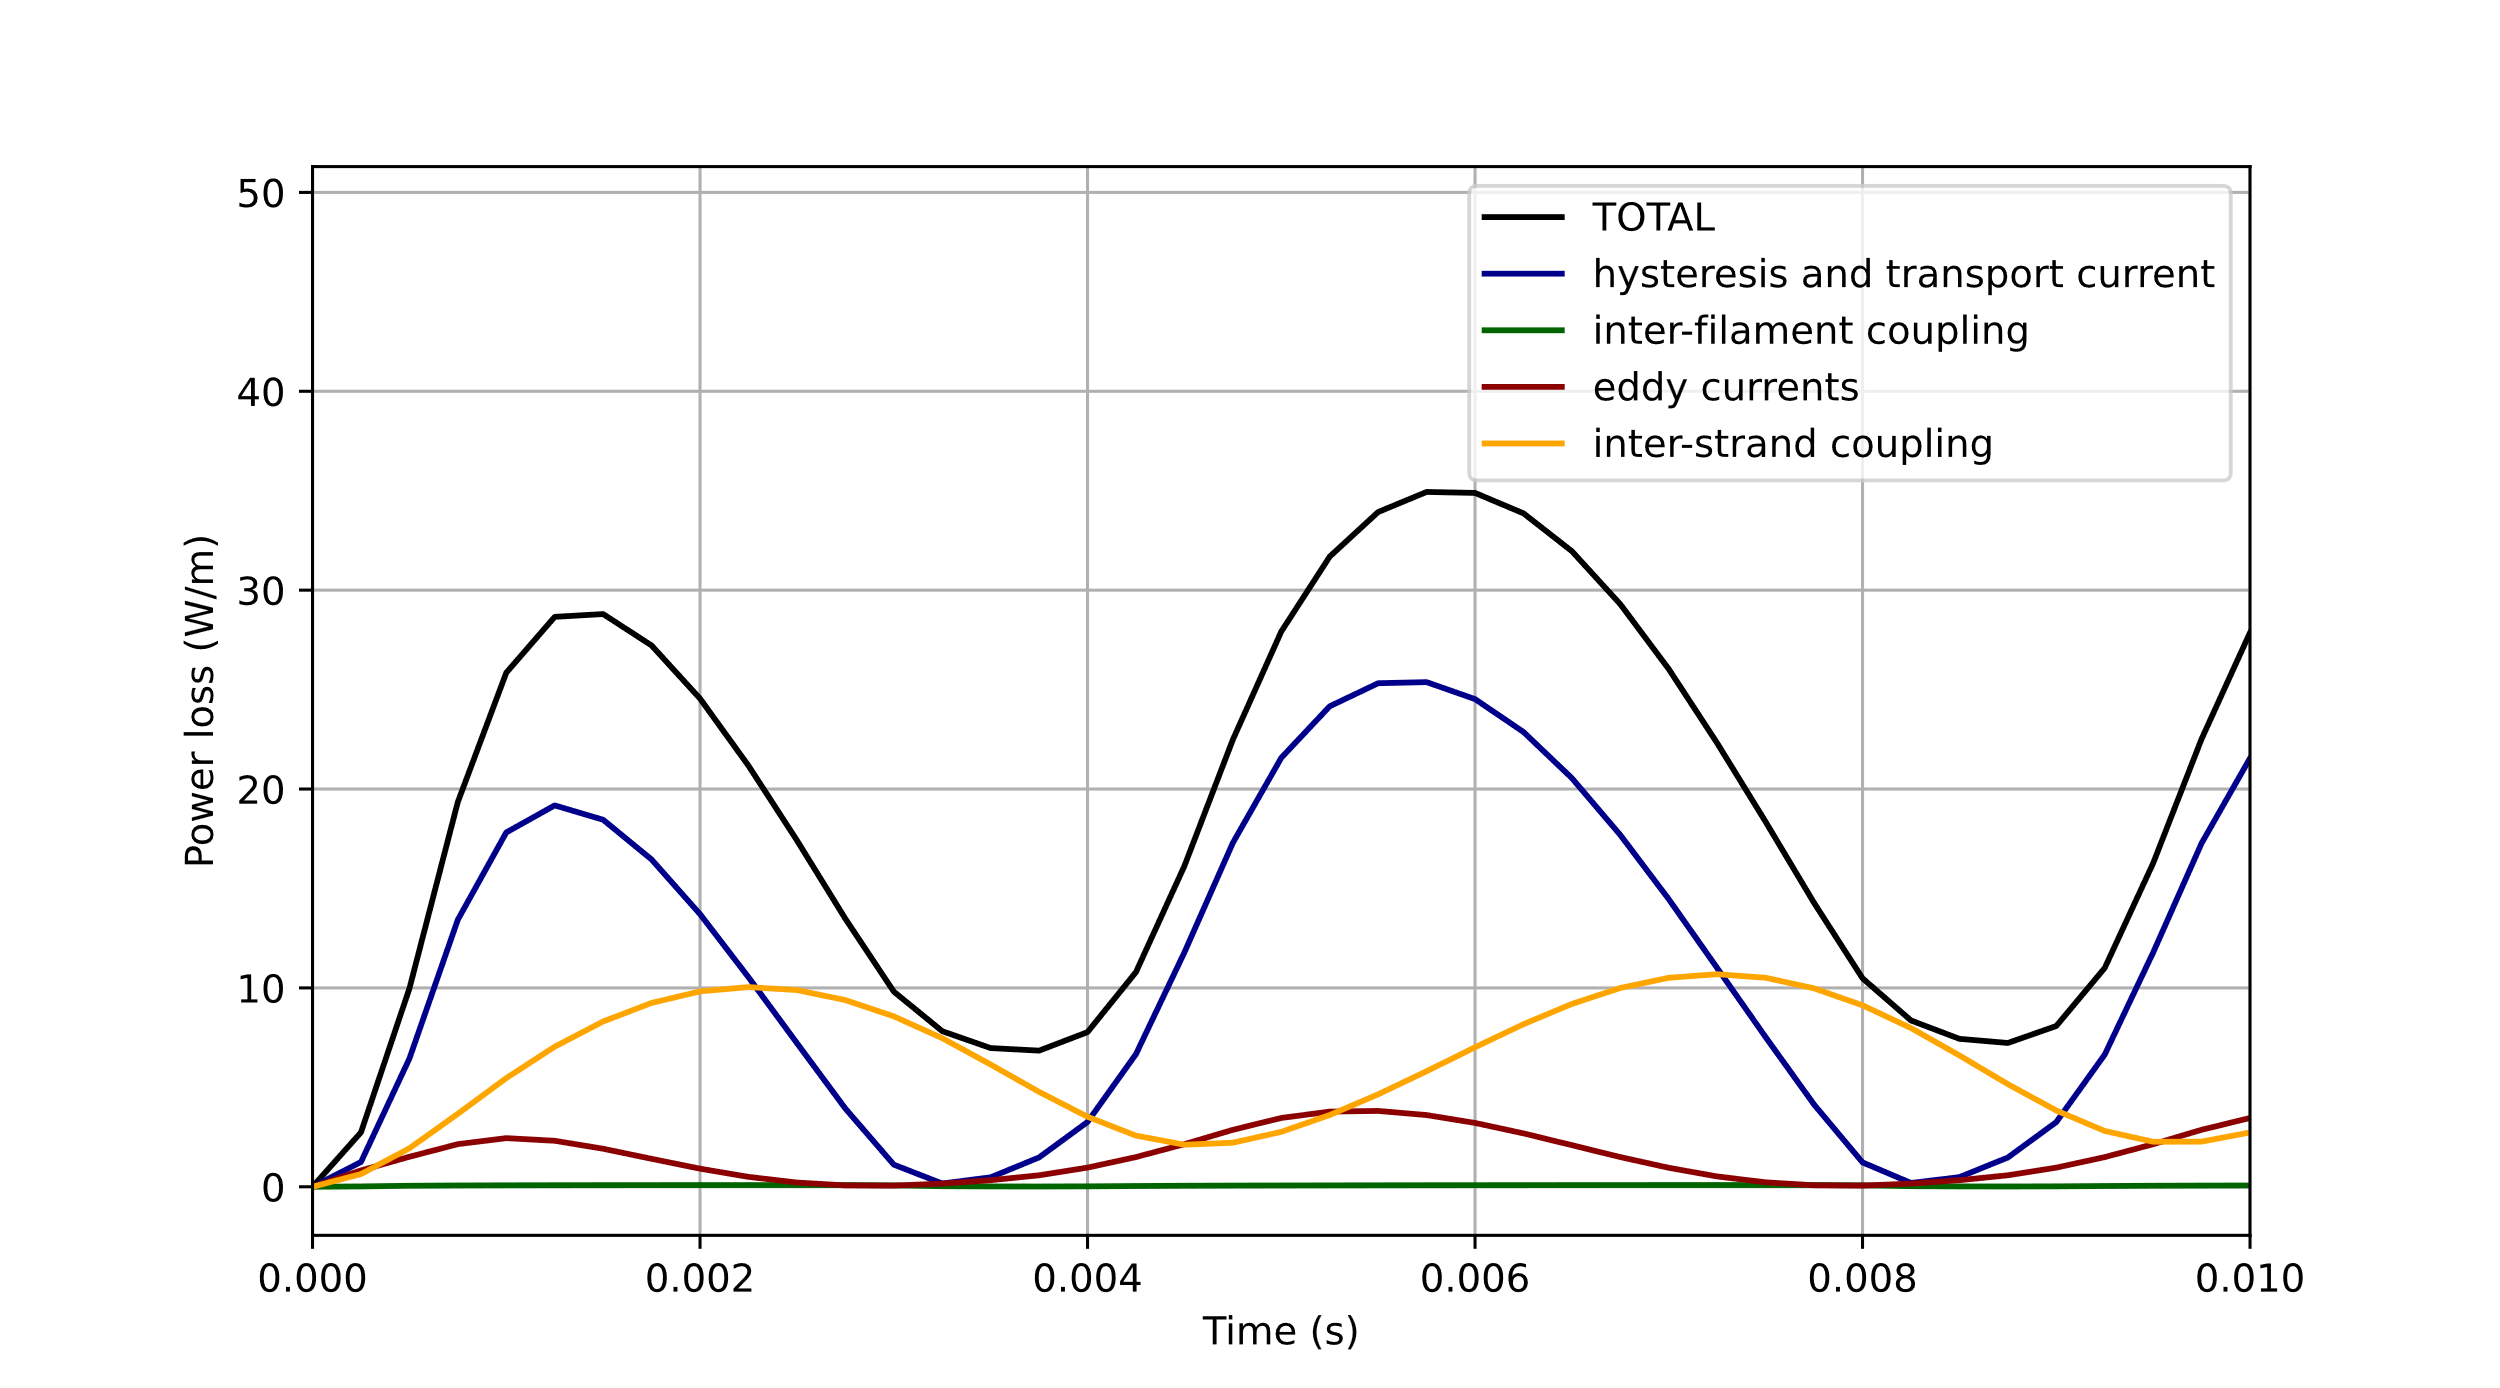 50
40
30
20
10
0
Power loss (W/m)
TOTAL
hysteresis and transport current
inter-filament coupling
eddy currents
inter-strand coupling
0.000 0.002 0.004 0.006 0.008 0.010
Time (s)